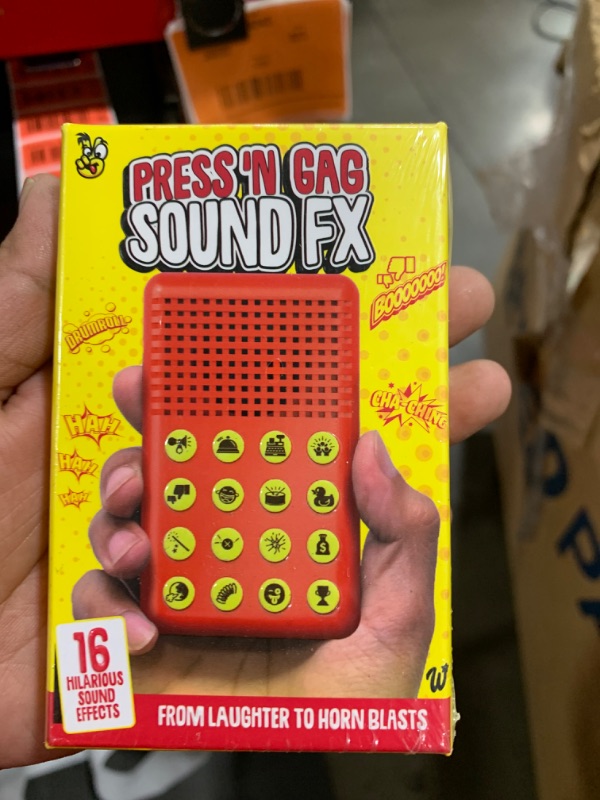 PRESS 'N GAG
SOUND FX
BOOOOOOO!
DRUMROLL
CHA-CHING
HAH
HAH
HAH
$
16
HILARIOUS
SOUND
EFFECTS
W
FROM LAUGHTER TO HORN BLASTS